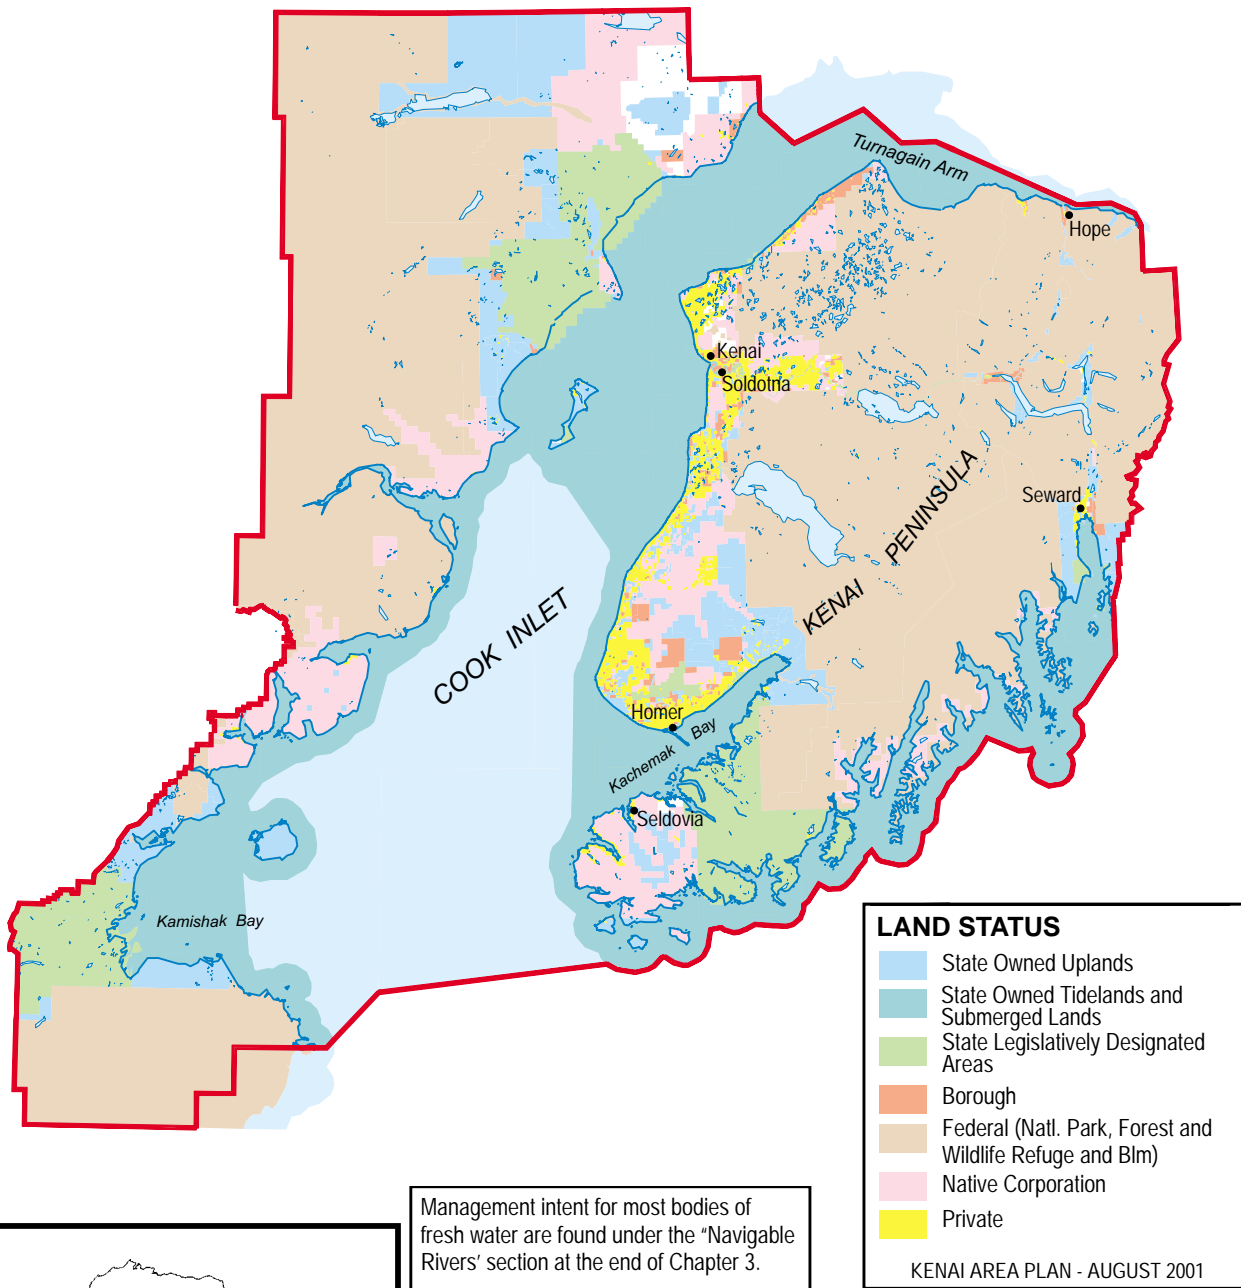 Turnagain Arm
Hope
Kenai
Soldotna
Seward
KENAI PENINSULA
COOK INLET
Homer
Kachemak Bay
Seldovia
Kamishak Bay
LAND STATUS
State Owned Uplands
State Owned Tidelands and
Submerged Lands
State Legislatively Designated
Areas
Borough
Federal (Natl. Park, Forest and
Wildlife Refuge and Blm)
Native Corporation
Private
KENAI AREA PLAN - AUGUST 2001
Management intent for most bodies of
fresh water are found under the “Navigable
Rivers’ section at the end of Chapter 3.